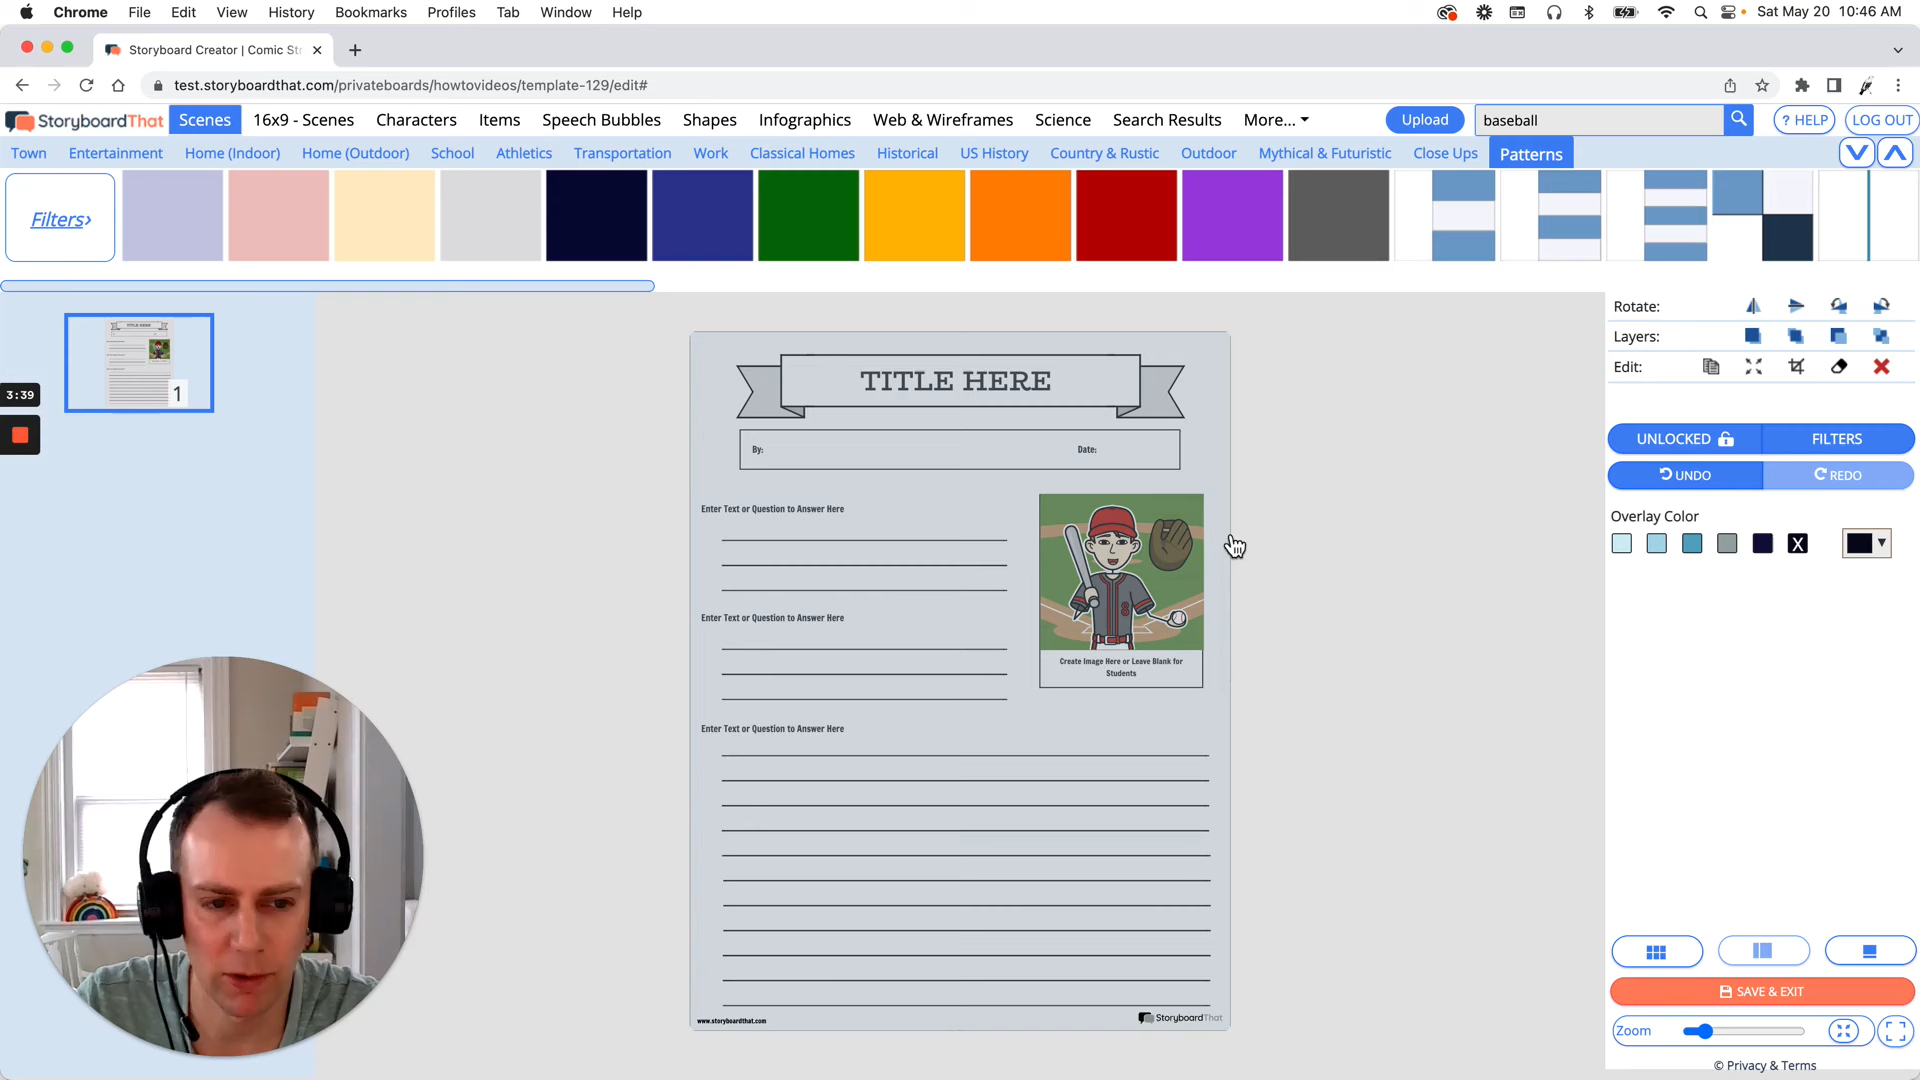 Chrome File Edit View History Bookmarks Profiles Tab Window Help Sat May 20 10:46 AM
Storyboard Creator | Comic St
test.storyboardthat.com/privateboards/howtovideos/template-129/edit#
StoryboardThat Scenes 16x9 - Scenes Characters Items Speech Bubbles Shapes Infographics Web & Wireframes Science Search Results More... Upload baseball ? HELP LOG OUT
Town Entertainment Home (Indoor) Home (Outdoor) School Athletics Transportation Work Classical Homes Historical US History Country & Rustic Outdoor Mythical & Futuristic Close Ups Patterns
Filters›
Rotate:
Layers:
Edit:
UNLOCKED FILTERS
UNDO REDO
Overlay Color
X
3:39
TITLE HERE
1
TITLE HERE
By: Date:
Enter Text or Question to Answer Here
8
Enter Text or Question to Answer Here
Create Image Here or Leave Blank for
Students
Enter Text or Question to Answer Here
www.storyboardthat.com StoryboardThat
SAVE & EXIT
Zoom
© Privacy & Terms